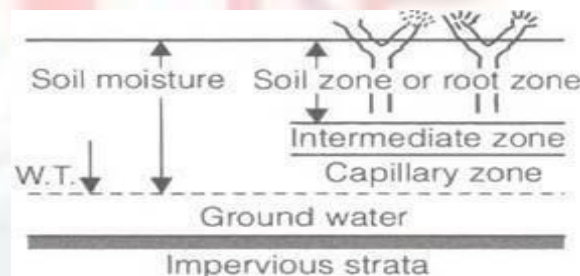 Soil moisture
Soil zone or root zone
Intermediate zone
W.T.
Capillary zone
Ground water
Impervious strata